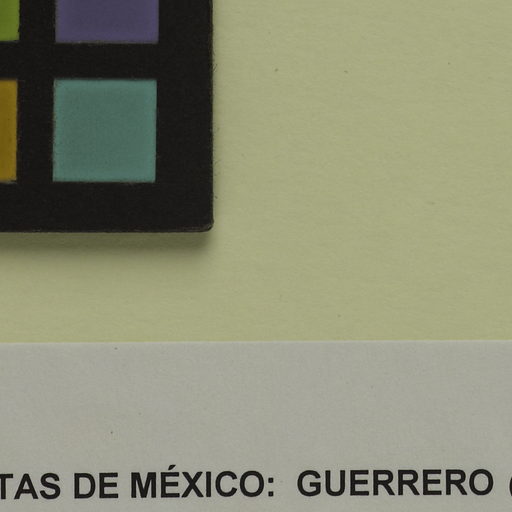 TAS DE MÉXICO: GUERRERO (